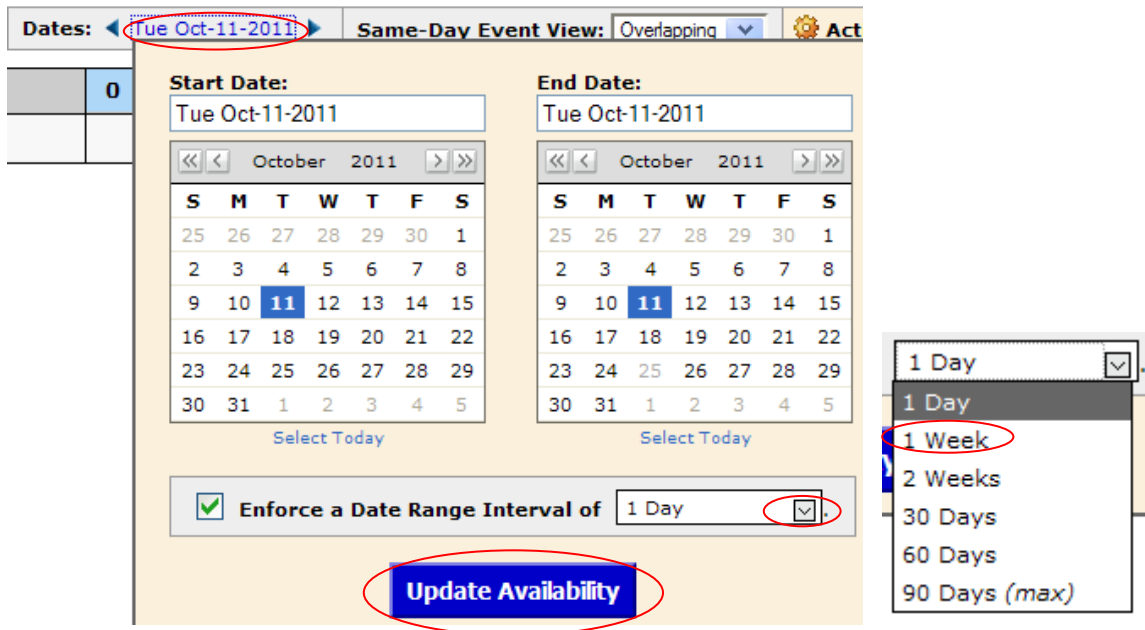 Dates: Tue Oct-11-2011 Same-Day Event View: Overlapping Act
0
Start Date: End Date:
Tue Oct-11-2011 Tue Oct-11-2011
« < October 2011 > » « < October 2011 > »
S M T W T F S S M T W T F S
25 26 27 28 29 30 1 25 26 27 28 29 30 1
2 3 4 5 6 7 8 2 3 4 5 6 7 8
9 10 11 12 13 14 15 9 10 11 12 13 14 15
16 17 18 19 20 21 22 16 17 18 19 20 21 22
23 24 25 26 27 28 29 23 24 25 26 27 28 29
30 31 1 2 3 4 5 30 31 1 2 3 4 5
Select Today Select Today
Enforce a Date Range Interval of 1 Day .
Update Availability
1 Day .
1 Day
1 Week
2 Weeks
30 Days
60 Days
90 Days (max)